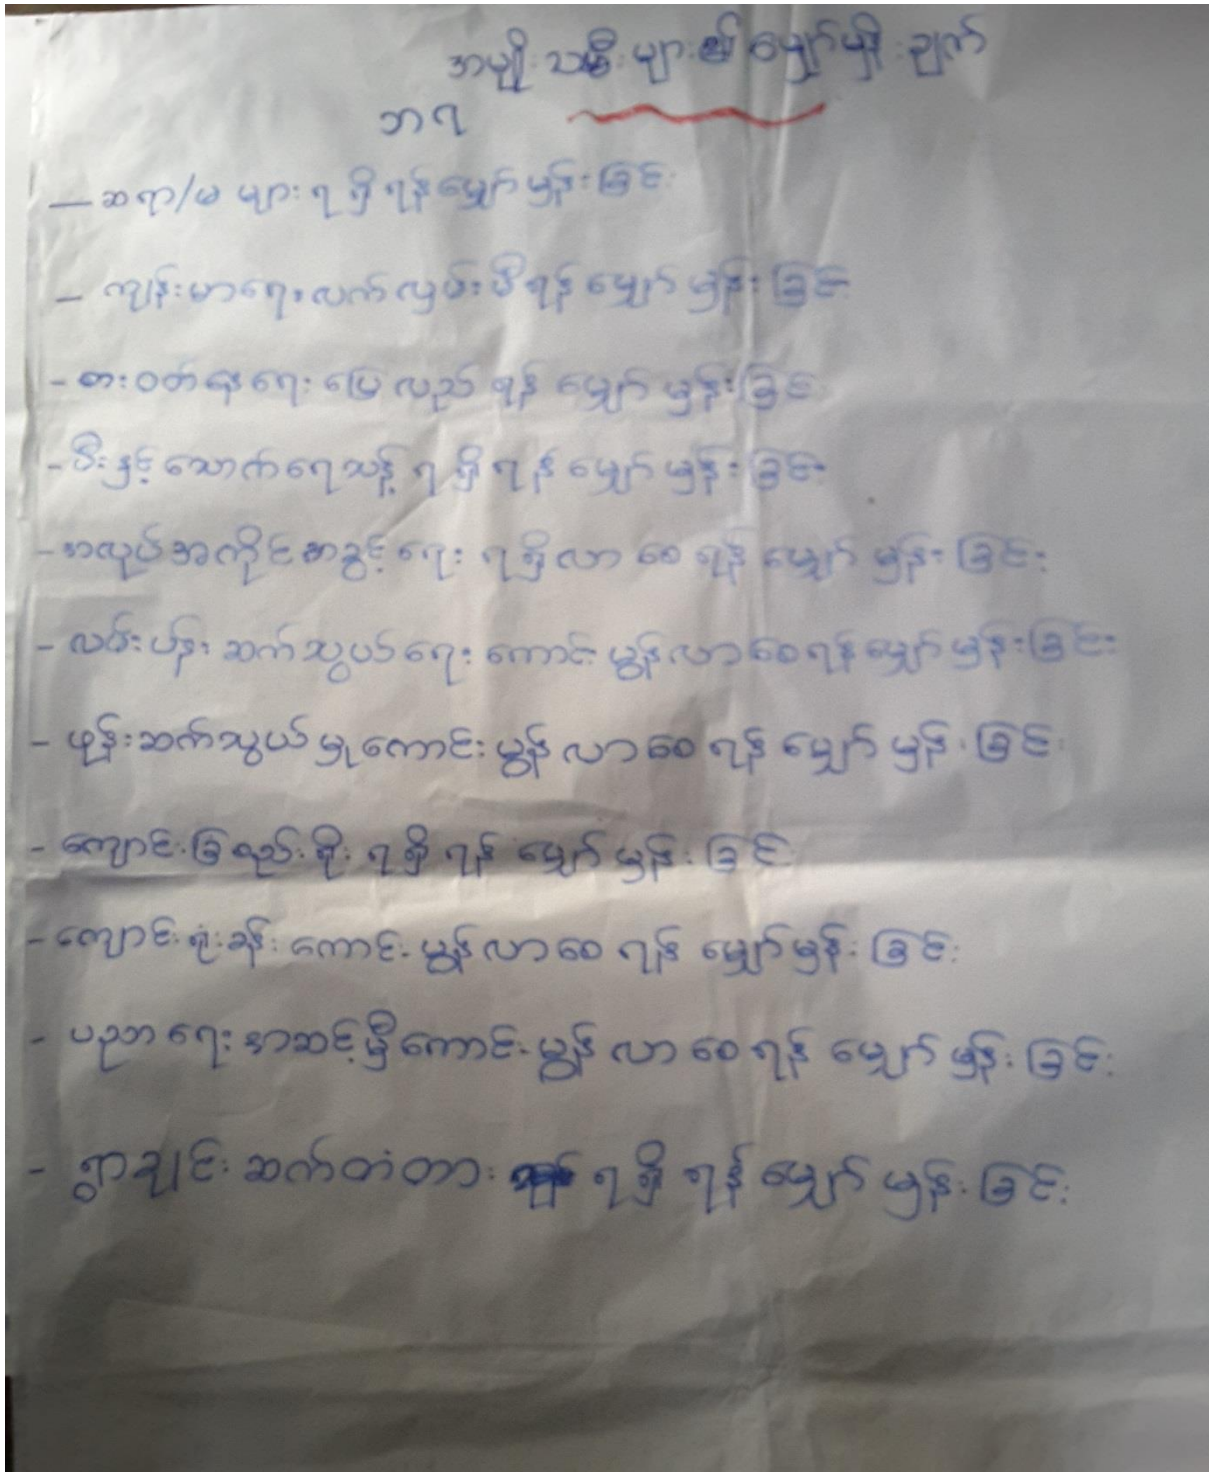 အမျိုးသမီးများ၏ မျှော်မှန်းချက်
ဘ၇
— ဆရာ/မ များ ရရှိရန် မျှော်မှန်းခြင်း
– ကျန်းမာရေး လက်လှမ်းမီရန် မျှော်မှန်းခြင်း
– စားဝတ်နေရေး ပြေလည်ရန် မျှော်မှန်းခြင်း
– မီးနှင့် သောက်ရေသန့် ရရှိရန် မျှော်မှန်းခြင်း
– အလုပ်အကိုင် အခွင့်ရေး ရရှိလာစေရန် မျှော်မှန်းခြင်း
– လမ်းပန်း ဆက်သွယ်ရေး ကောင်းမွန်လာစေရန် မျှော်မှန်းခြင်း
– ဖုန်းဆက်သွယ်မှု ကောင်းမွန်လာစေရန် မျှော်မှန်းခြင်း
– ကျောင်းခြံစည်းရိုး ရရှိရန် မျှော်မှန်းခြင်း
– ကျောင်းရုံးခန်း ကောင်းမွန်လာစေရန် မျှော်မှန်းခြင်း
– ပညာရေး အဆင့်မှီ ကောင်းမွန်လာစေရန် မျှော်မှန်းခြင်း
– ရွာချင်းဆက်တံတား ရရှိရန် မျှော်မှန်းခြင်း